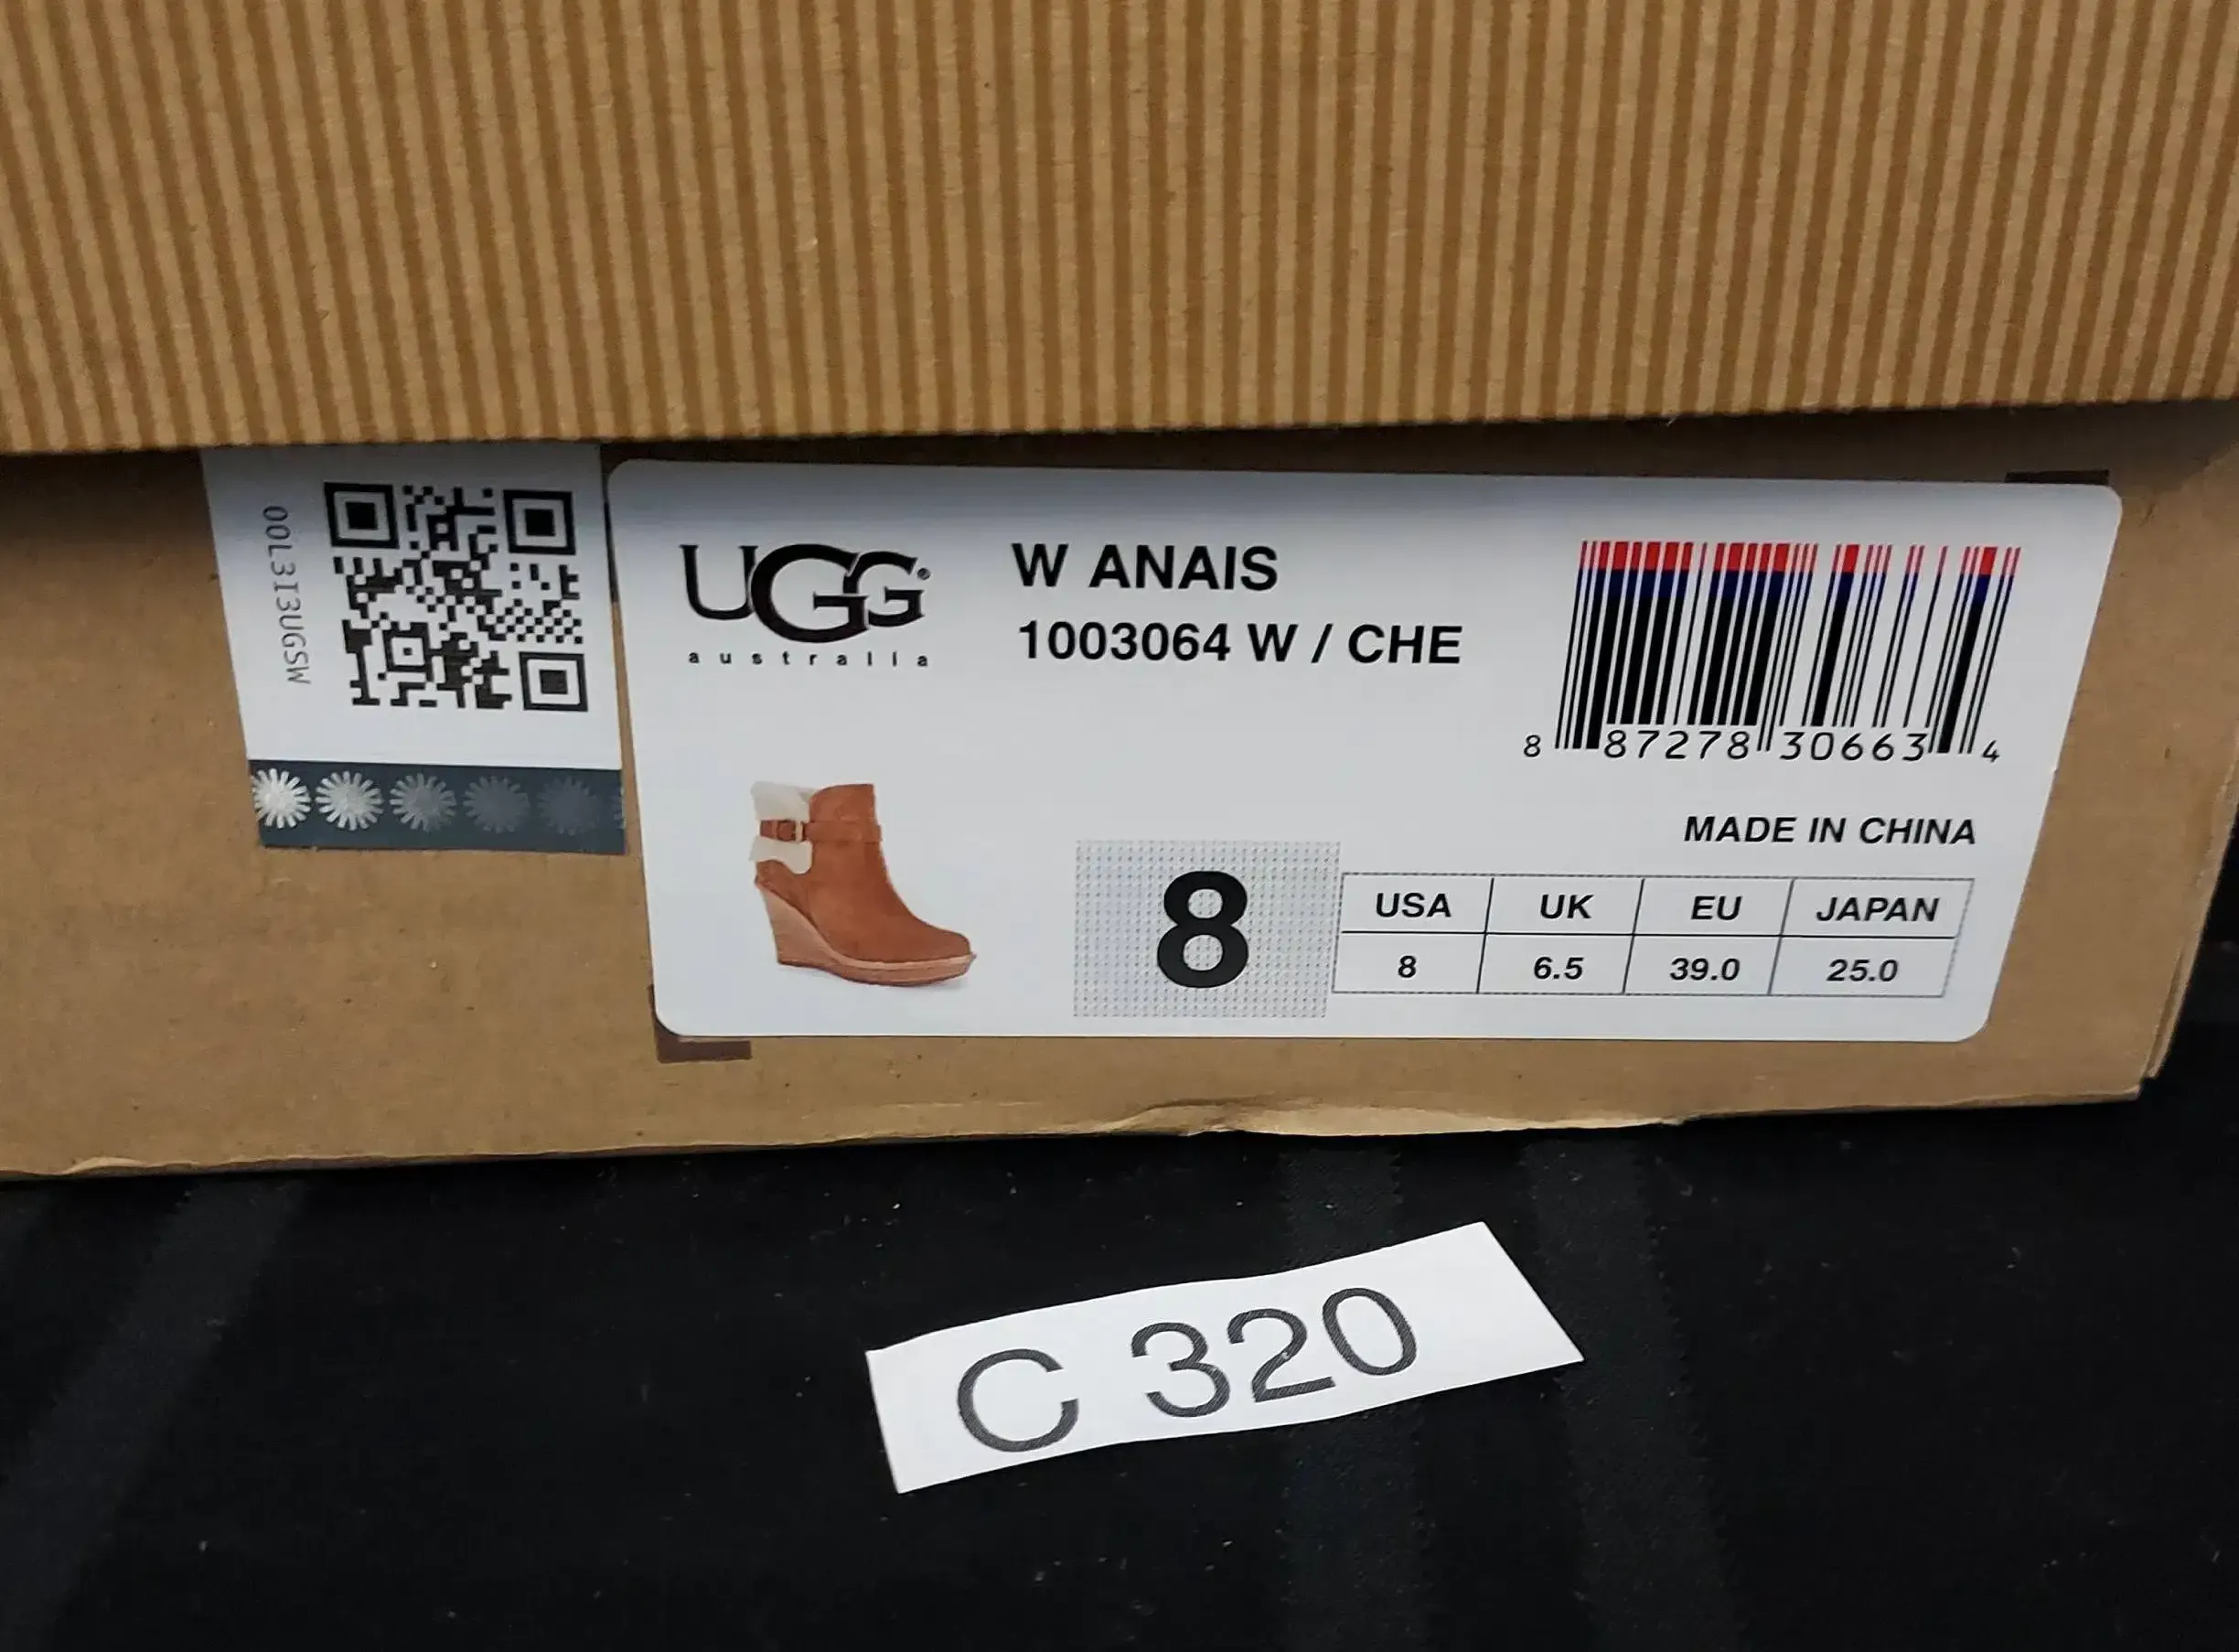 00L3I3UGSW
UGG®
australia
W ANAIS
1003064 W / CHE
8 87278 30663 4
MADE IN CHINA
8
USA UK EU JAPAN
8 6.5 39.0 25.0
C 320